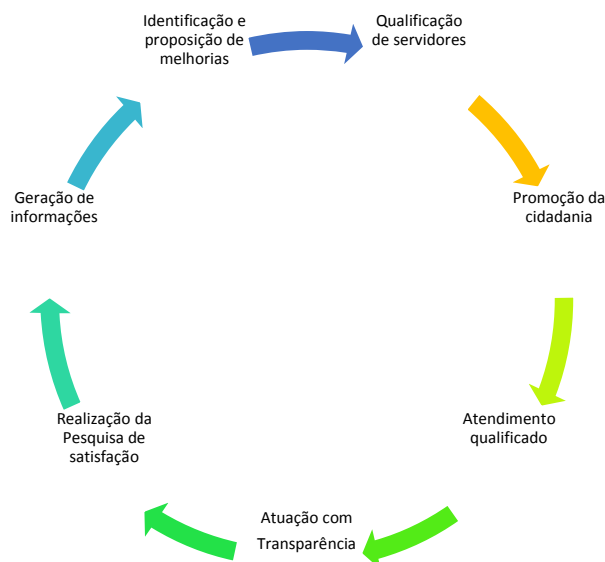 Identificação e
proposição de
melhorias
Qualificação
de servidores
Promoção da
cidadania
Atendimento
qualificado
Atuação com
Transparência
Realização da
Pesquisa de
satisfação
Geração de
informações